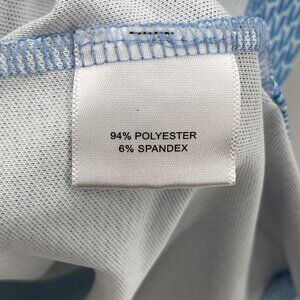 94% POLYESTER
6% SPANDEX